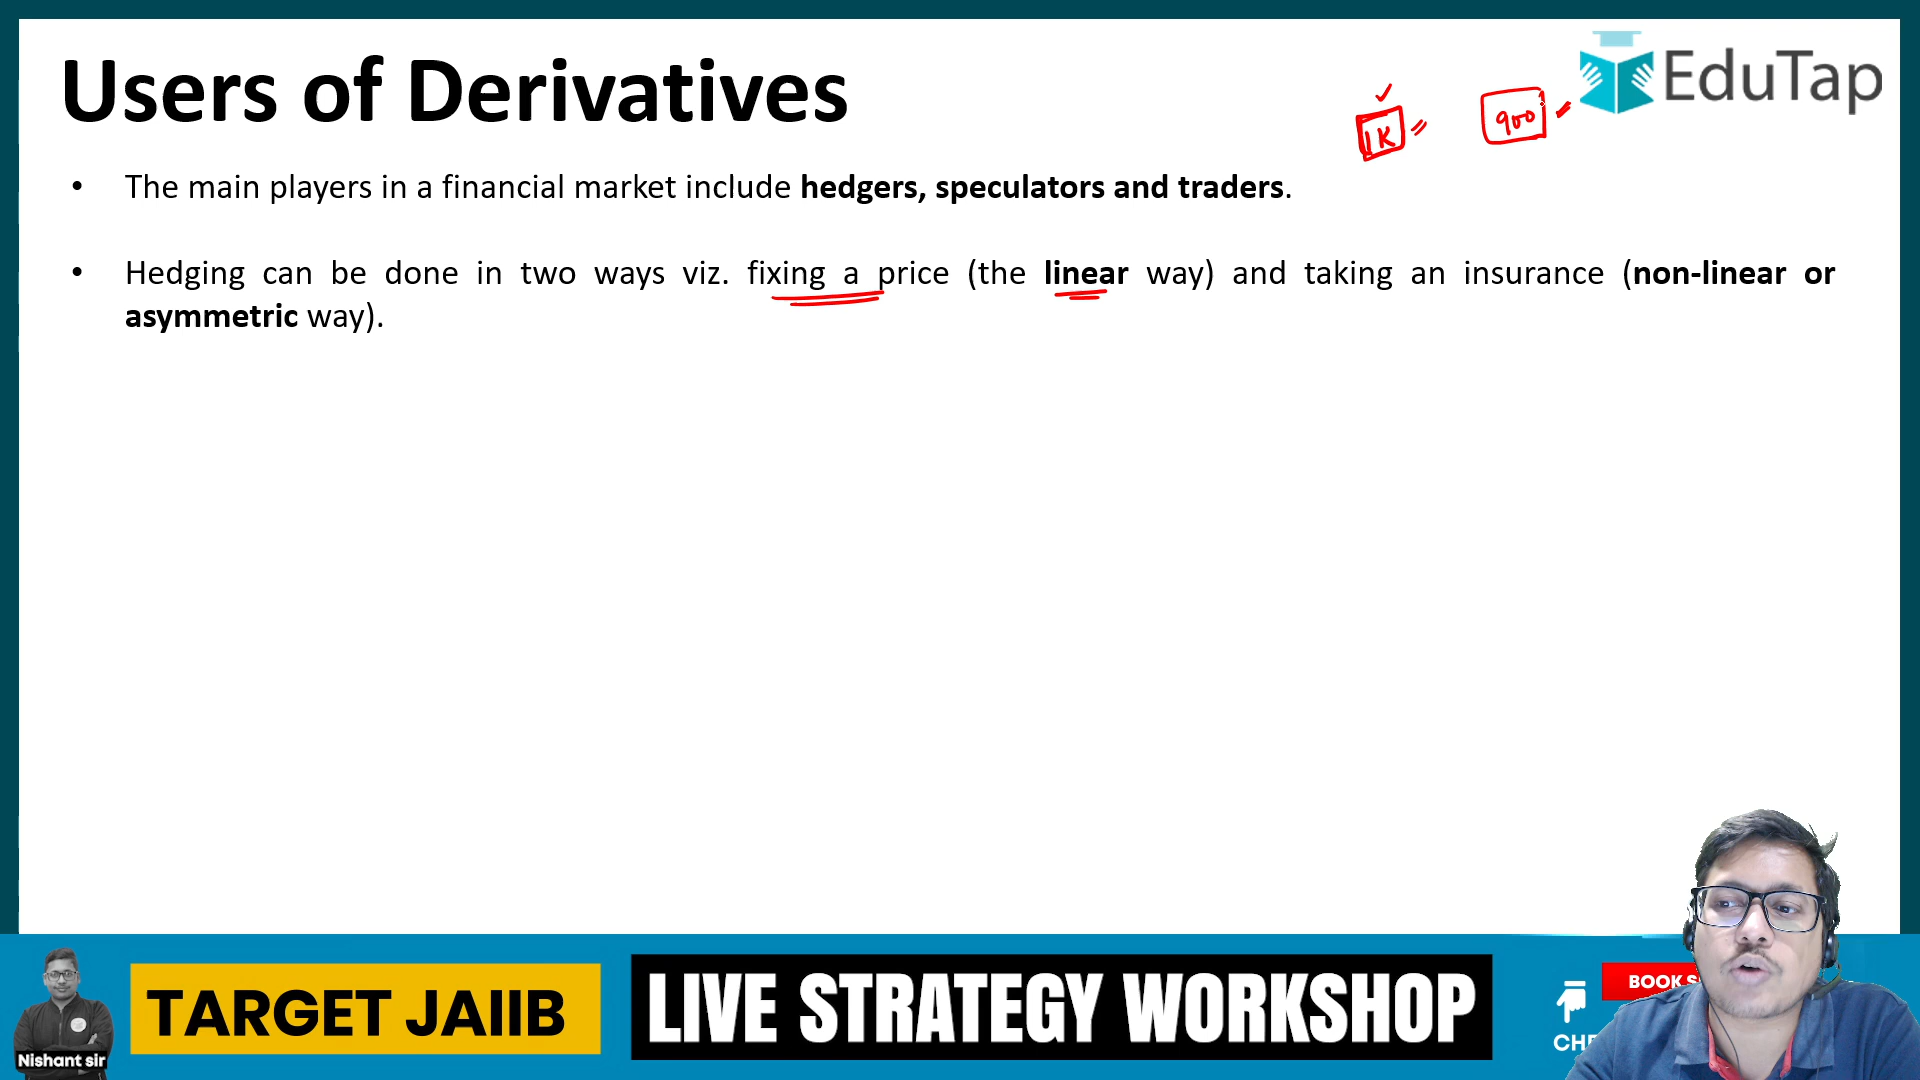 Users of Derivatives
1K
900
EduTap
• The main players in a financial market include hedgers, speculators and traders.
• Hedging can be done in two ways viz. fixing a price (the linear way) and taking an insurance (non-linear or
asymmetric way).
Nishant sir
TARGET JAIIB
LIVE STRATEGY WORKSHOP
BOOK